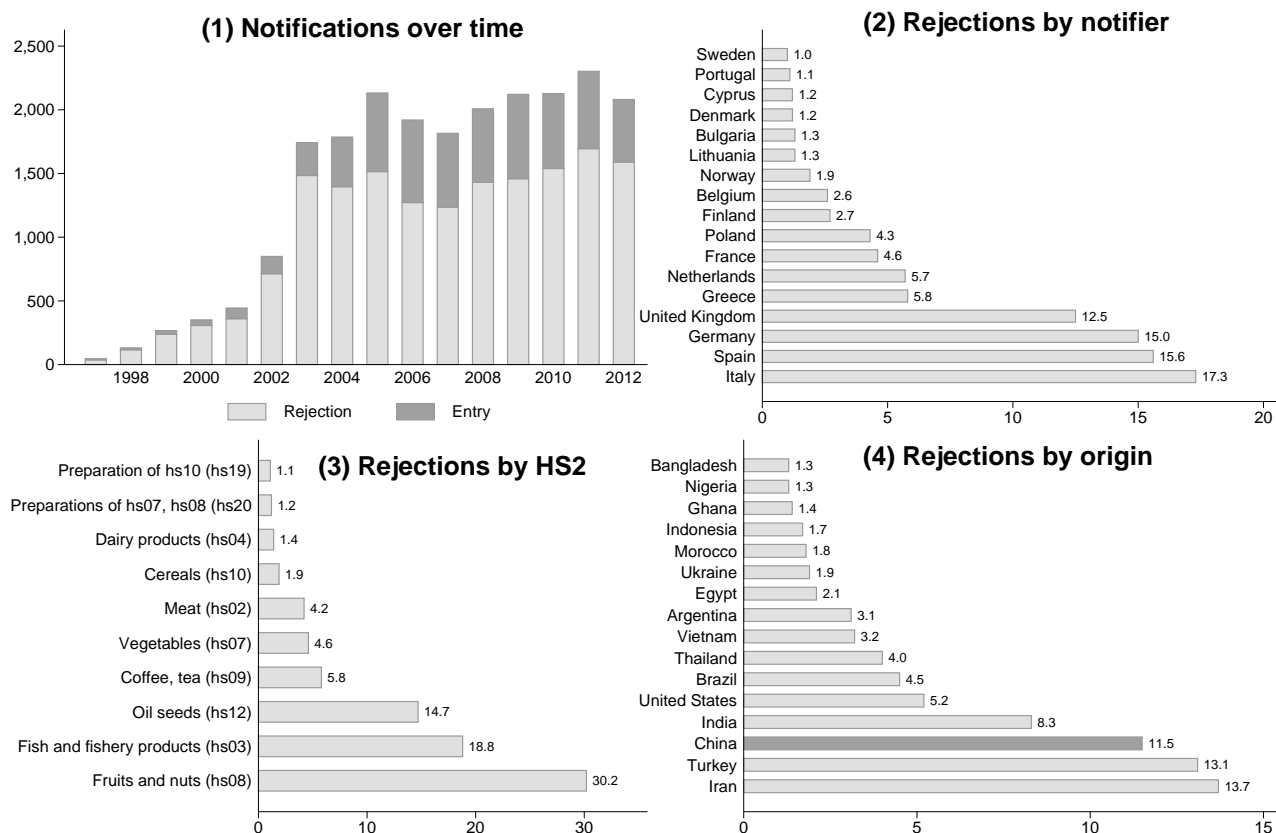 (1) Notifications over time
2,500
2,000
1,500
1,000
500
0
1998 2000 2002 2004 2006 2008 2010 2012
Rejection Entry
(2) Rejections by notifier
Sweden 1.0
Portugal 1.1
Cyprus 1.2
Denmark 1.2
Bulgaria 1.3
Lithuania 1.3
Norway 1.9
Belgium 2.6
Finland 2.7
Poland 4.3
France 4.6
Netherlands 5.7
Greece 5.8
United Kingdom 12.5
Germany 15.0
Spain 15.6
Italy 17.3
0 5 10 15 20
(3) Rejections by HS2
Preparation of hs10 (hs19) 1.1
Preparations of hs07, hs08 (hs20 1.2
Dairy products (hs04) 1.4
Cereals (hs10) 1.9
Meat (hs02) 4.2
Vegetables (hs07) 4.6
Coffee, tea (hs09) 5.8
Oil seeds (hs12) 14.7
Fish and fishery products (hs03) 18.8
Fruits and nuts (hs08) 30.2
0 10 20 30
(4) Rejections by origin
Bangladesh 1.3
Nigeria 1.3
Ghana 1.4
Indonesia 1.7
Morocco 1.8
Ukraine 1.9
Egypt 2.1
Argentina 3.1
Vietnam 3.2
Thailand 4.0
Brazil 4.5
United States 5.2
India 8.3
China 11.5
Turkey 13.1
Iran 13.7
0 5 10 15